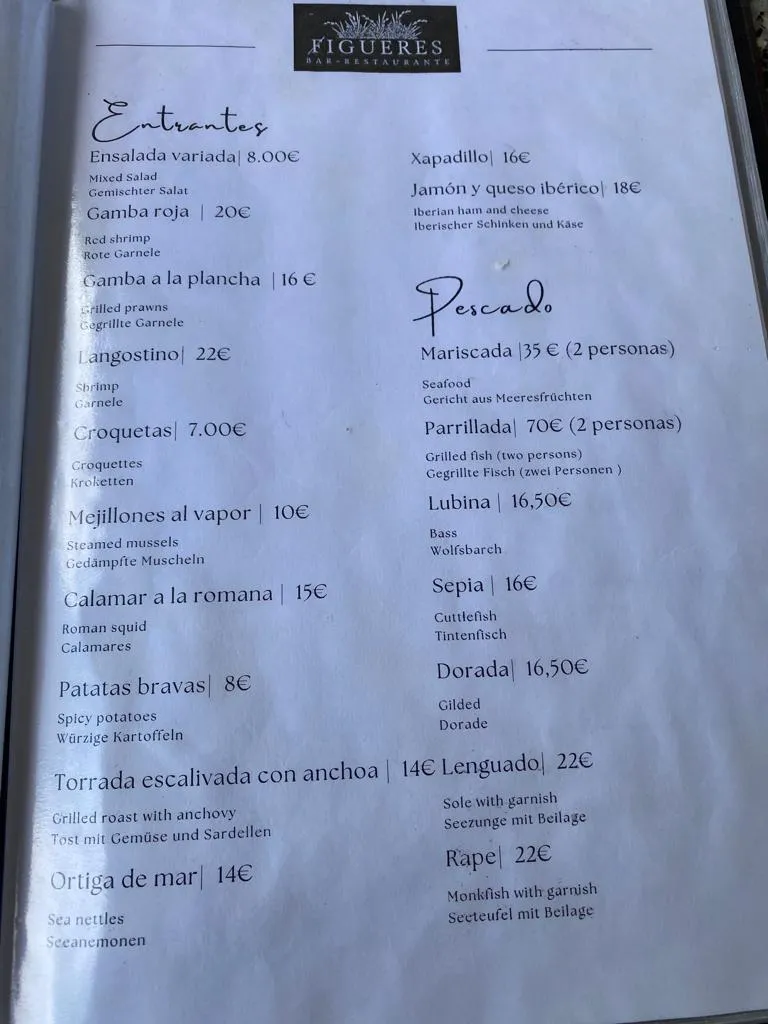 FIGUERES
BAR-RESTAURANTE
Entrantes
Ensalada variada| 8.00€
Mixed Salad
Gemischter Salat
Gamba roja | 20€
Red shrimp
Rote Garnele
Gamba a la plancha | 16 €
Grilled prawns
Gegrillte Garnele
Langostino| 22€
Shrimp
Garnele
Croquetas| 7.00€
Croquettes
Kroketten
Mejillones al vapor | 10€
Steamed mussels
Gedämpfte Muscheln
Calamar a la romana | 15€
Roman squid
Calamares
Patatas bravas| 8€
Spicy potatoes
Würzige Kartoffeln
Torrada escalivada con anchoa | 14€
Grilled roast with anchovy
Tost mit Gemüse und Sardellen
Ortiga de mar| 14€
Sea nettles
Seeanemonen
Xapadillo| 16€
Jamón y queso ibérico| 18€
Iberian ham and cheese
Iberischer Schinken und Käse
Pescado
Mariscada |35 € (2 personas)
Seafood
Gericht aus Meeresfrüchten
Parrillada| 70€ (2 personas)
Grilled fish (two persons)
Gegrillte Fisch (zwei Personen )
Lubina | 16,50€
Bass
Wolfsbarch
Sepia | 16€
Cuttlefish
Tintenfisch
Dorada| 16,50€
Gilded
Dorade
Lenguado| 22€
Sole with garnish
Seezunge mit Beilage
Rape| 22€
Monkfish with garnish
Seeteufel mit Beilage